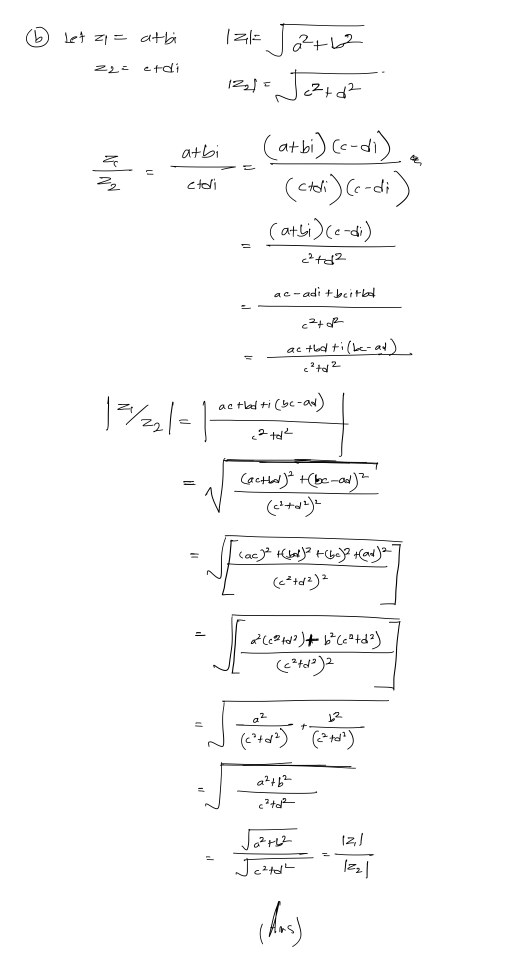 (b) Let z₁ = a+bi |z₁| = √(a²+b²)
z₂ = c+di |z₂| = √(c²+d²)
z₁/z₂ = (a+bi)/(c+di) = (a+bi)(c-di)/(c+di)(c-di)
= (a+bi)(c-di)/(c²+d²)
= (ac-adi+bci+bd)/(c²+d²)
= (ac+bd+i(bc-ad))/(c²+d²)
|z₁/z₂| = |(ac+bd+i(bc-ad))/(c²+d²)|
= √(((ac+bd)²+(bc-ad)²)/(c²+d²)²)
= √[((ac)²+(bd)²+(bc)²+(ad)²)/(c²+d²)²]
= √[(a²(c²+d²)+b²(c²+d²))/(c²+d²)²]
= √(a²/(c²+d²) + b²/(c²+d²))
= √((a²+b²)/(c²+d²))
= √(a²+b²)/√(c²+d²) = |z₁|/|z₂|
(Ans)